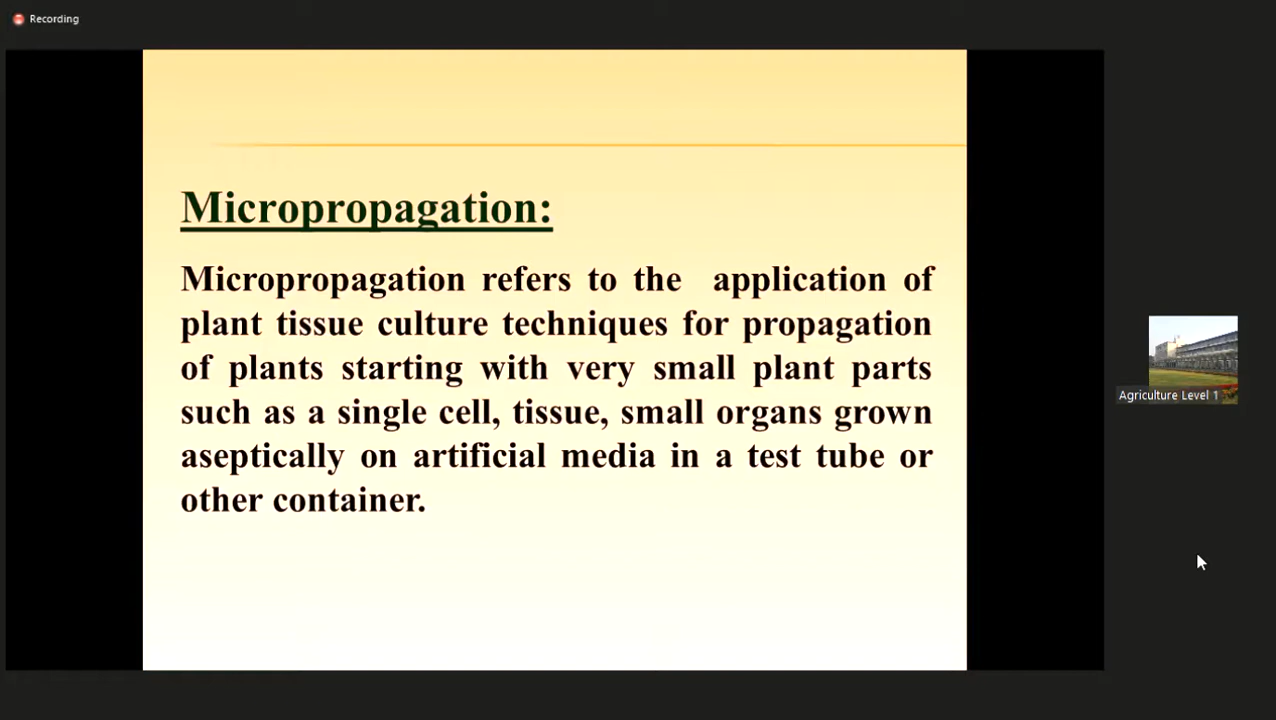 Recording
Micropropagation:
Micropropagation refers to the application of
plant tissue culture techniques for propagation
of plants starting with very small plant parts
such as a single cell, tissue, small organs grown
aseptically on artificial media in a test tube or
other container.
Agriculture Level 1